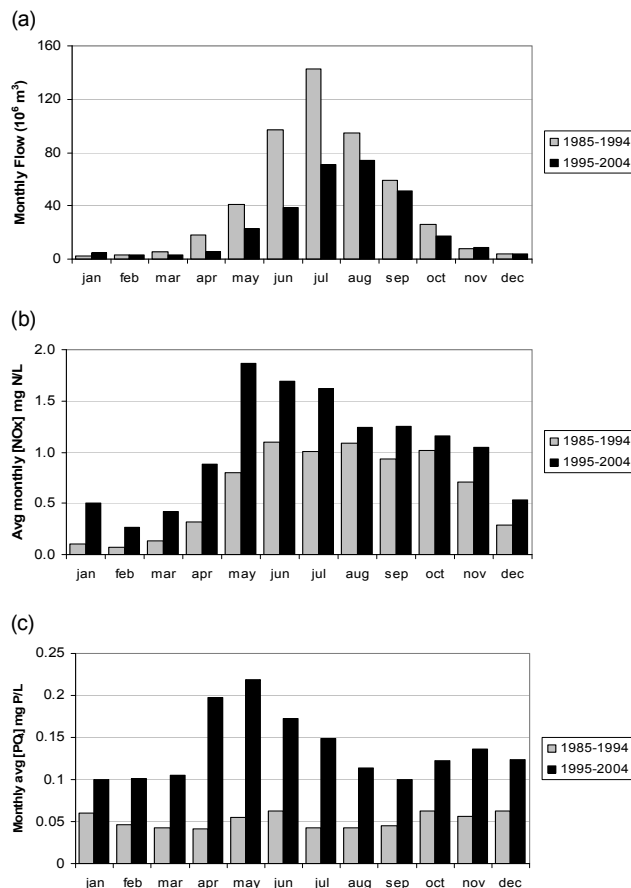 (a)
Monthly Flow (10⁶ m³)
160
120
80
40
0
jan feb mar apr may jun jul aug sep oct nov dec
1985-1994
1995-2004
(b)
Avg monthly [NOx] mg N/L
2.0
1.5
1.0
0.5
0.0
jan feb mar apr may jun jul aug sep oct nov dec
1985-1994
1995-2004
(c)
Monthly avg [PO₄] mg P/L
0.25
0.2
0.15
0.1
0.05
0
jan feb mar apr may jun jul aug sep oct nov dec
1985-1994
1995-2004